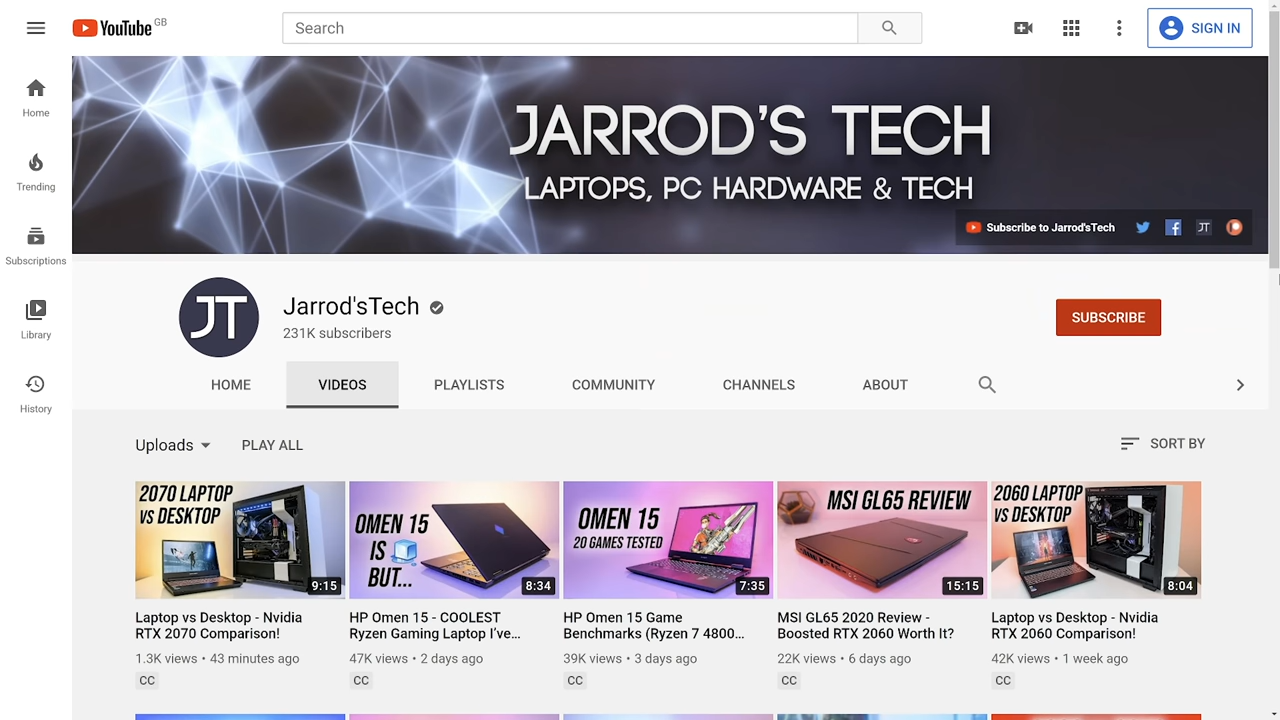 YouTube GB
Search
SIGN IN
Home
Trending
Subscriptions
Library
History
JARROD'S TECH
LAPTOPS, PC HARDWARE & TECH
Subscribe to Jarrod'sTech
JT
JT
Jarrod'sTech
231K subscribers
SUBSCRIBE
HOME VIDEOS PLAYLISTS COMMUNITY CHANNELS ABOUT
Uploads PLAY ALL SORT BY
2070 LAPTOP
VS DESKTOP
9:15
OMEN 15
IS
BUT...
8:34
OMEN 15
20 GAMES TESTED
7:35
MSI GL65 REVIEW
15:15
2060 LAPTOP
VS DESKTOP
8:04
Laptop vs Desktop - Nvidia
RTX 2070 Comparison!
1.3K views • 43 minutes ago
CC
HP Omen 15 - COOLEST
Ryzen Gaming Laptop I've...
47K views • 2 days ago
CC
HP Omen 15 Game
Benchmarks (Ryzen 7 4800...
39K views • 3 days ago
CC
MSI GL65 2020 Review -
Boosted RTX 2060 Worth It?
22K views • 6 days ago
CC
Laptop vs Desktop - Nvidia
RTX 2060 Comparison!
42K views • 1 week ago
CC